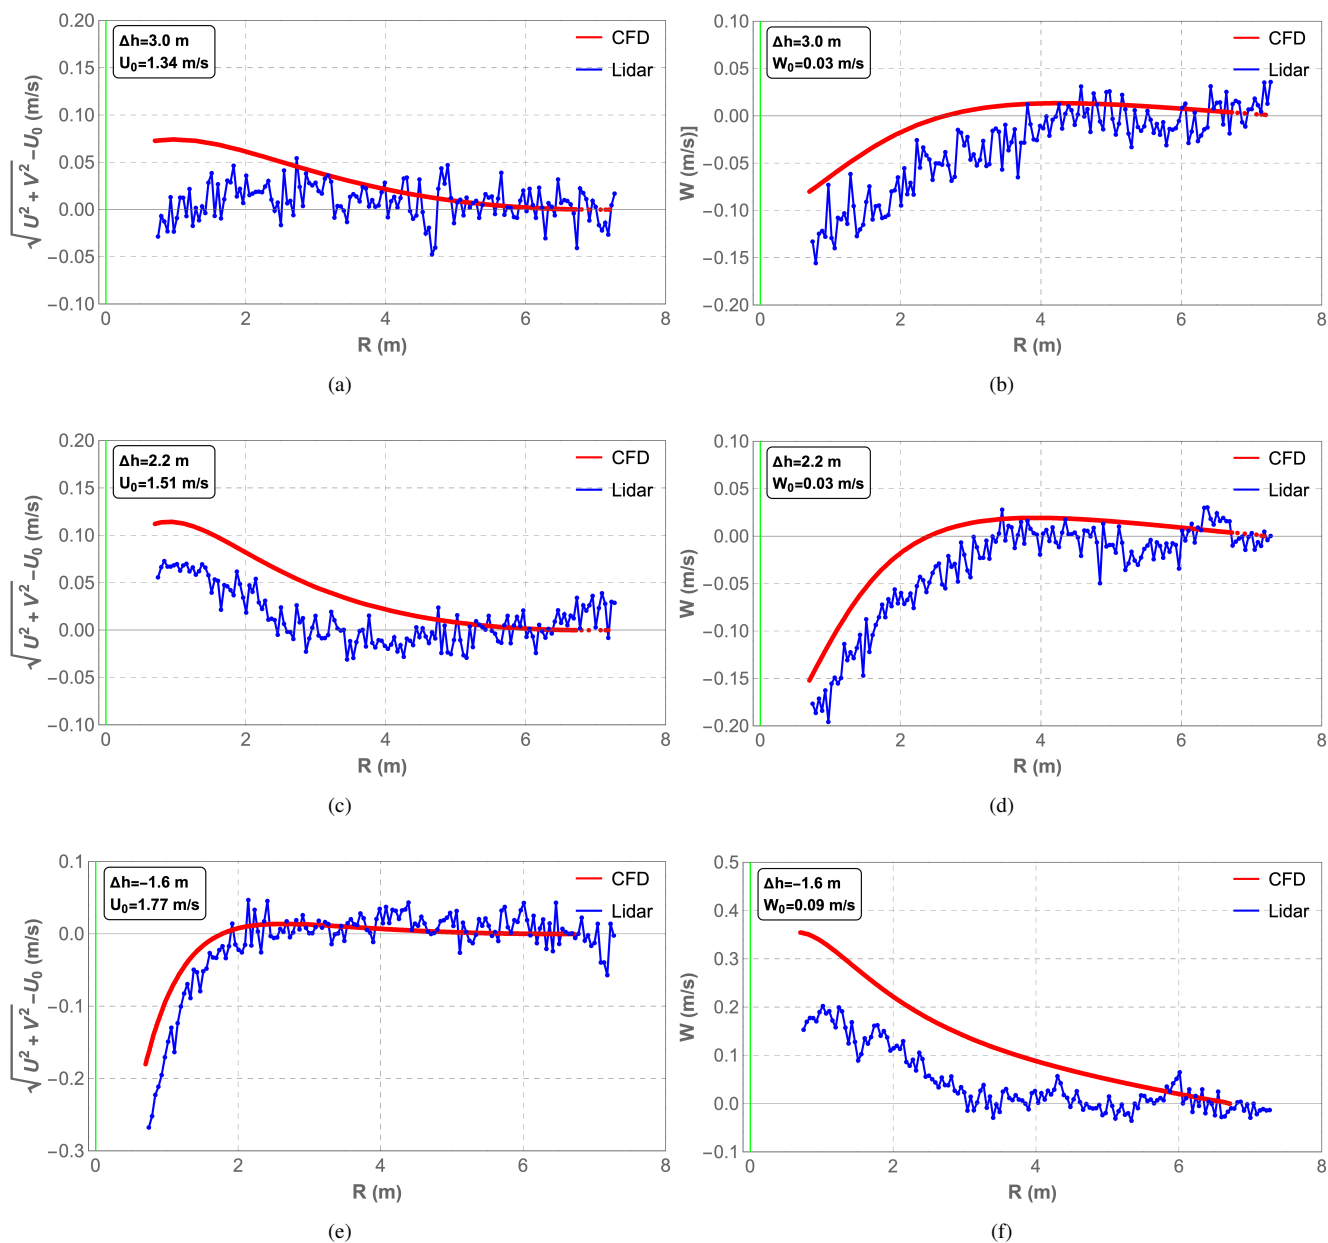 0.20
0.15
0.10
0.05
0.00
−0.05
−0.10
√U² + V² −U₀ (m/s)
Δh=3.0 m
U₀=1.34 m/s
CFD
Lidar
0
2
4
6
8
R (m)
(a)
0.10
0.05
0.00
−0.05
−0.10
−0.15
−0.20
W (m/s)]
Δh=3.0 m
W₀=0.03 m/s
CFD
Lidar
0
2
4
6
8
R (m)
(b)
0.20
0.15
0.10
0.05
0.00
−0.05
−0.10
√U² + V² −U₀ (m/s)
Δh=2.2 m
U₀=1.51 m/s
CFD
Lidar
0
2
4
6
8
R (m)
(c)
0.10
0.05
0.00
−0.05
−0.10
−0.15
−0.20
W (m/s)
Δh=2.2 m
W₀=0.03 m/s
CFD
Lidar
0
2
4
6
8
R (m)
(d)
0.1
0.0
−0.1
−0.2
−0.3
√U² + V² −U₀ (m/s)
Δh=−1.6 m
U₀=1.77 m/s
CFD
Lidar
0
2
4
6
8
R (m)
(e)
0.5
0.4
0.3
0.2
0.1
0.0
−0.1
W (m/s)
Δh=−1.6 m
W₀=0.09 m/s
CFD
Lidar
0
2
4
6
8
R (m)
(f)